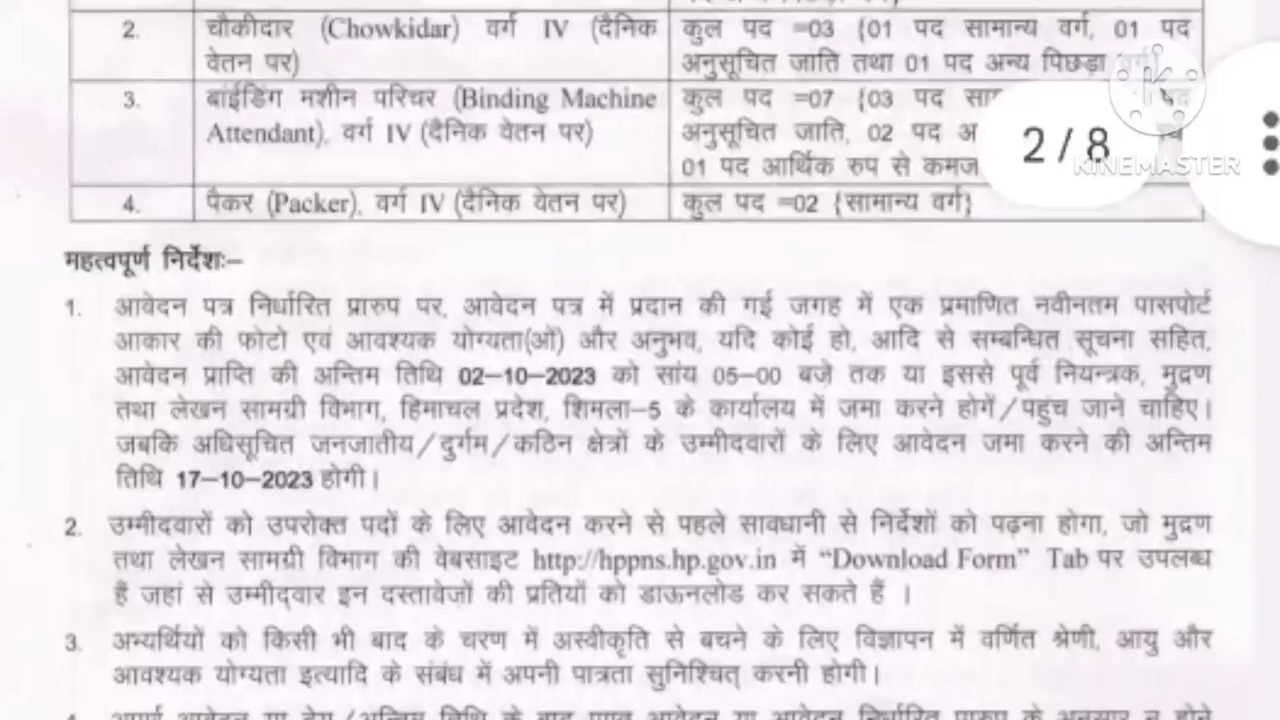 2. चौकीदार (Chowkidar) वर्ग IV (दैनिक वेतन पर)
कुल पद =03 {01 पद सामान्य वर्ग, 01 पद
अनुसूचित जाति तथा 01 पद अन्य पिछड़ा वर्ग}
3. बांईडिंग मशीन परिचर (Binding Machine
Attendant), वर्ग IV (दैनिक वेतन पर)
कुल पद =07 {03 पद
अनुसूचित जाति, 02 पद
01 पद आर्थिक रुप से
4. पैकर (Packer), वर्ग IV (दैनिक वेतन पर)
कुल पद =02 {सामान्य वर्ग}
2 / 8
KINEMASTER
महत्वपूर्ण निर्देशः–
1. आवेदन पत्र निर्धारित प्रारुप पर, आवेदन पत्र में प्रदान की गई जगह में एक प्रमाणित नवीनतम पासपोर्ट
आकार की फोटो एवं आवश्यक योग्यता(ओं) और अनुभव, यदि कोई हो, आदि से सम्बन्धित सूचना सहित,
आवेदन प्राप्ति की अन्तिम तिथि 02–10–2023 को सांय 05–00 बजे तक या इससे पूर्व नियन्त्रक, मुद्रण
तथा लेखन सामग्री विभाग, हिमाचल प्रदेश, शिमला–5 के कार्यालय में जमा करने होगें/पहुंच जाने चाहिए।
जबकि अधिसूचित जनजातीय/दुर्गम/कठिन क्षेत्रों के उम्मीदवारों के लिए आवेदन जमा करने की अन्तिम
तिथि 17–10–2023 होगी।
2. उम्मीदवारों को उपरोक्त पदों के लिए आवेदन करने से पहले सावधानी से निर्देशों को पढ़ना होगा, जो मुद्रण
तथा लेखन सामग्री विभाग की वेबसाइट http://hppns.hp.gov.in में “Download Form” Tab पर उपलब्ध
हैं जहां से उम्मीद्वार इन दस्तावेजों की प्रतियों को डाऊनलोड कर सकते हैं ।
3. अभ्यर्थियों को किसी भी बाद के चरण में अस्वीकृति से बचने के लिए विज्ञापन में वर्णित श्रेणी, आयु और
आवश्यक योग्यता इत्यादि के संबंध में अपनी पात्रता सुनिश्चित् करनी होगी।